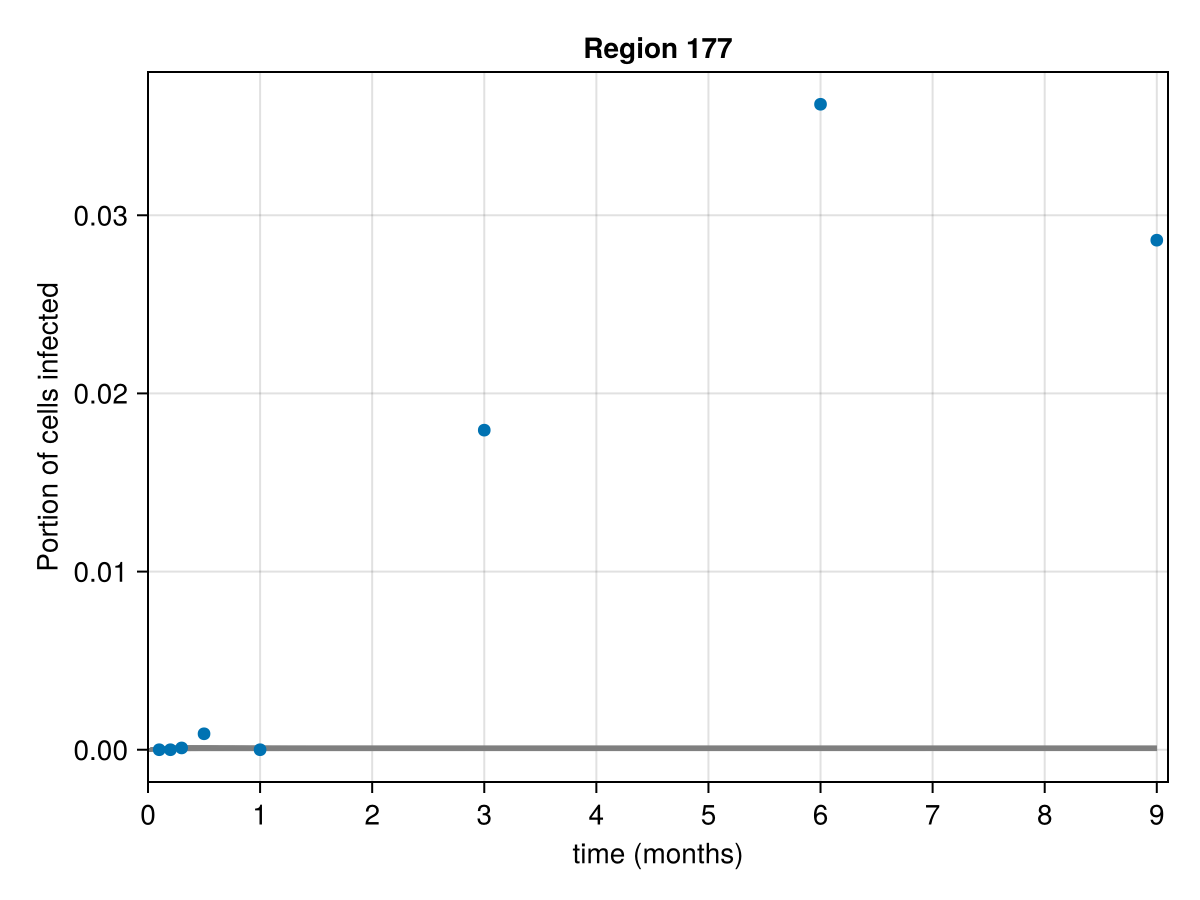 Region 177
Portion of cells infected
0.03
0.02
0.01
0.00
0 1 2 3 4 5 6 7 8 9
time (months)